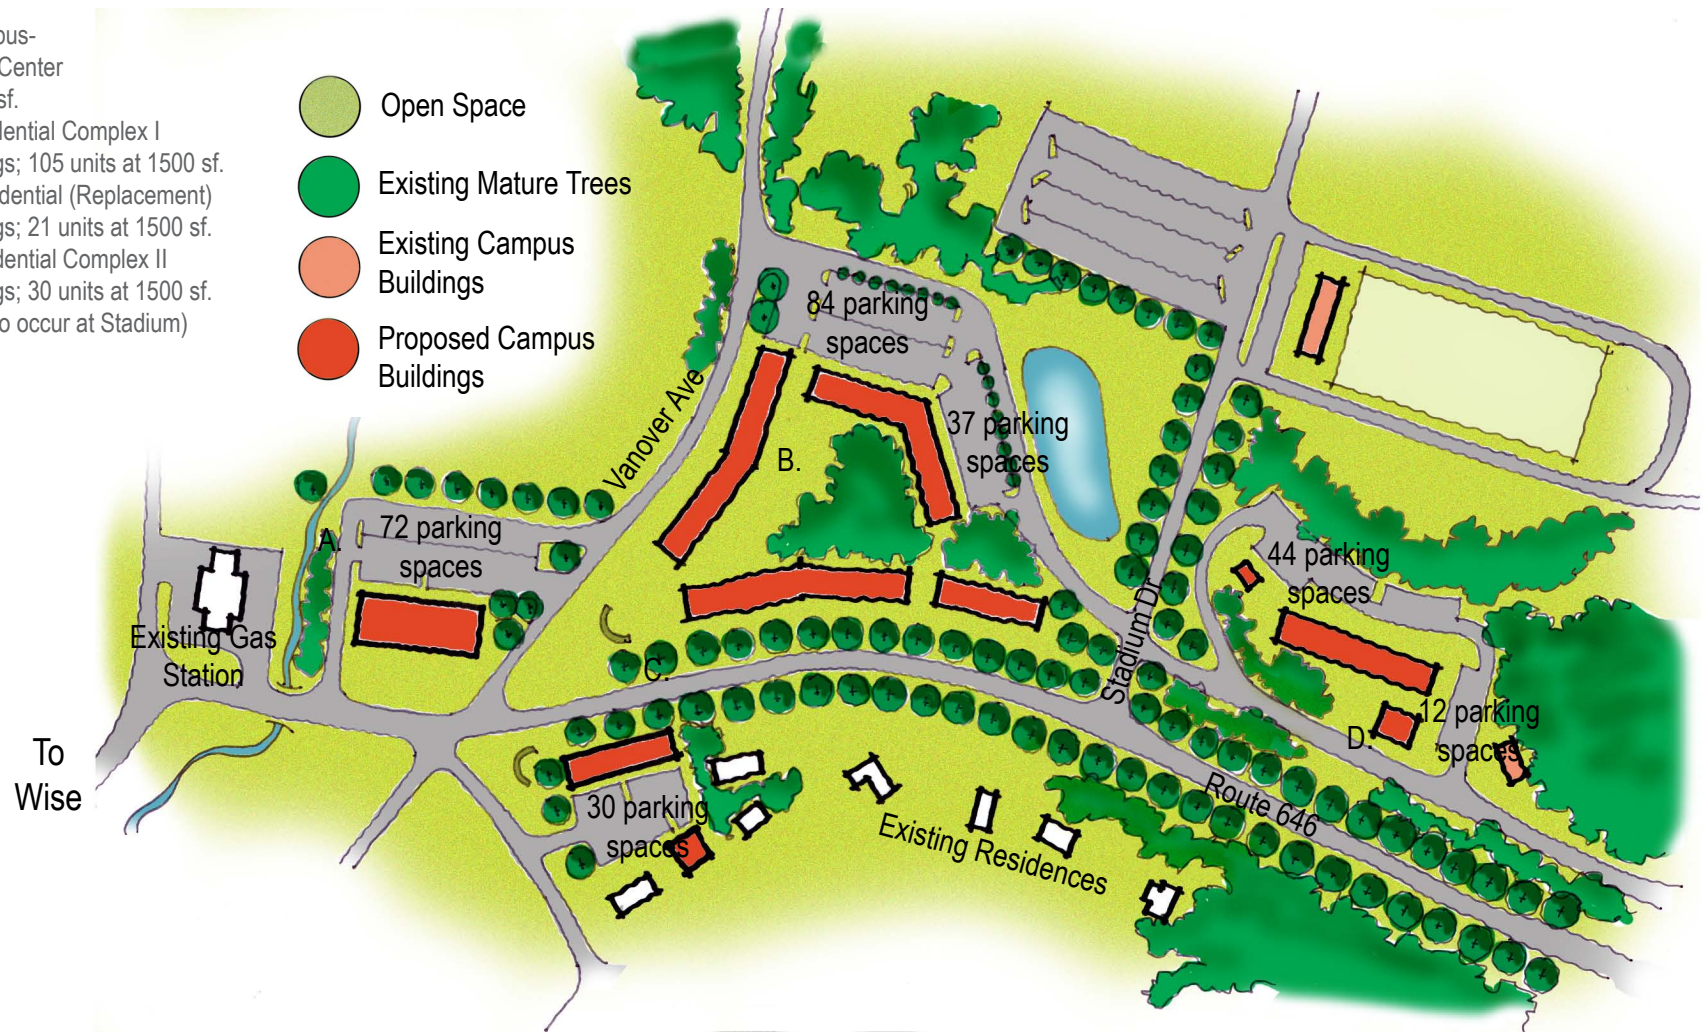 ous-
Center
sf.
dential Complex I
gs; 105 units at 1500 sf.
idential (Replacement)
gs; 21 units at 1500 sf.
idential Complex II
gs; 30 units at 1500 sf.
o occur at Stadium)
Open Space
Existing Mature Trees
Existing Campus
Buildings
Proposed Campus
Buildings
84 parking
spaces
37 parking
spaces
Vanover Ave
B.
A.
72 parking
spaces
44 parking
spaces
Existing Gas
Station
C.
Stadium Dr
12 parking
spaces
D.
To
Wise
30 parking
spaces
Existing Residences
Route 646